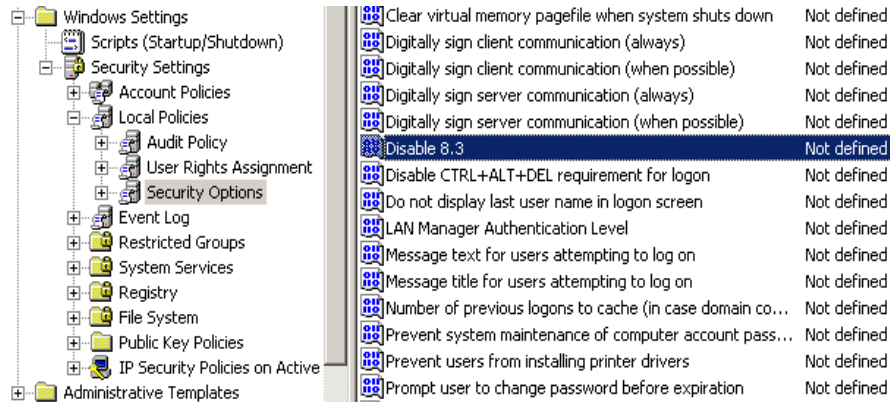 Windows Settings
Scripts (Startup/Shutdown)
Security Settings
Account Policies
Local Policies
Audit Policy
User Rights Assignment
Security Options
Event Log
Restricted Groups
System Services
Registry
File System
Public Key Policies
IP Security Policies on Active
Administrative Templates
Clear virtual memory pagefile when system shuts down Not defined
Digitally sign client communication (always) Not defined
Digitally sign client communication (when possible) Not defined
Digitally sign server communication (always) Not defined
Digitally sign server communication (when possible) Not defined
Disable 8.3 Not defined
Disable CTRL+ALT+DEL requirement for logon Not defined
Do not display last user name in logon screen Not defined
LAN Manager Authentication Level Not defined
Message text for users attempting to log on Not defined
Message title for users attempting to log on Not defined
Number of previous logons to cache (in case domain co... Not defined
Prevent system maintenance of computer account pass... Not defined
Prevent users from installing printer drivers Not defined
Prompt user to change password before expiration Not defined